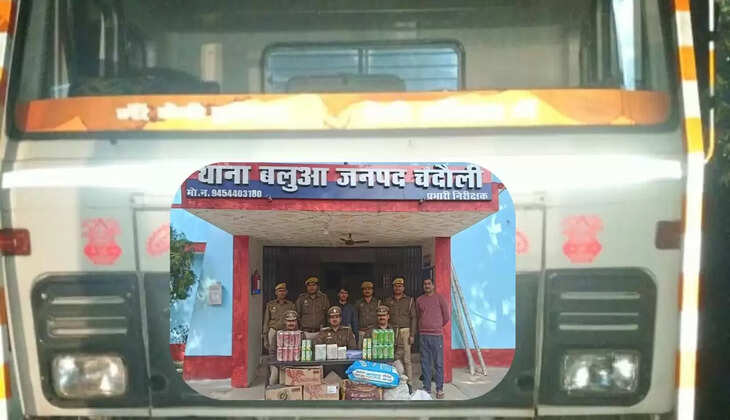 थाना बलुआ जनपद चंदौली
मो.न. 9454403180 प्रभारी निरीक्षक